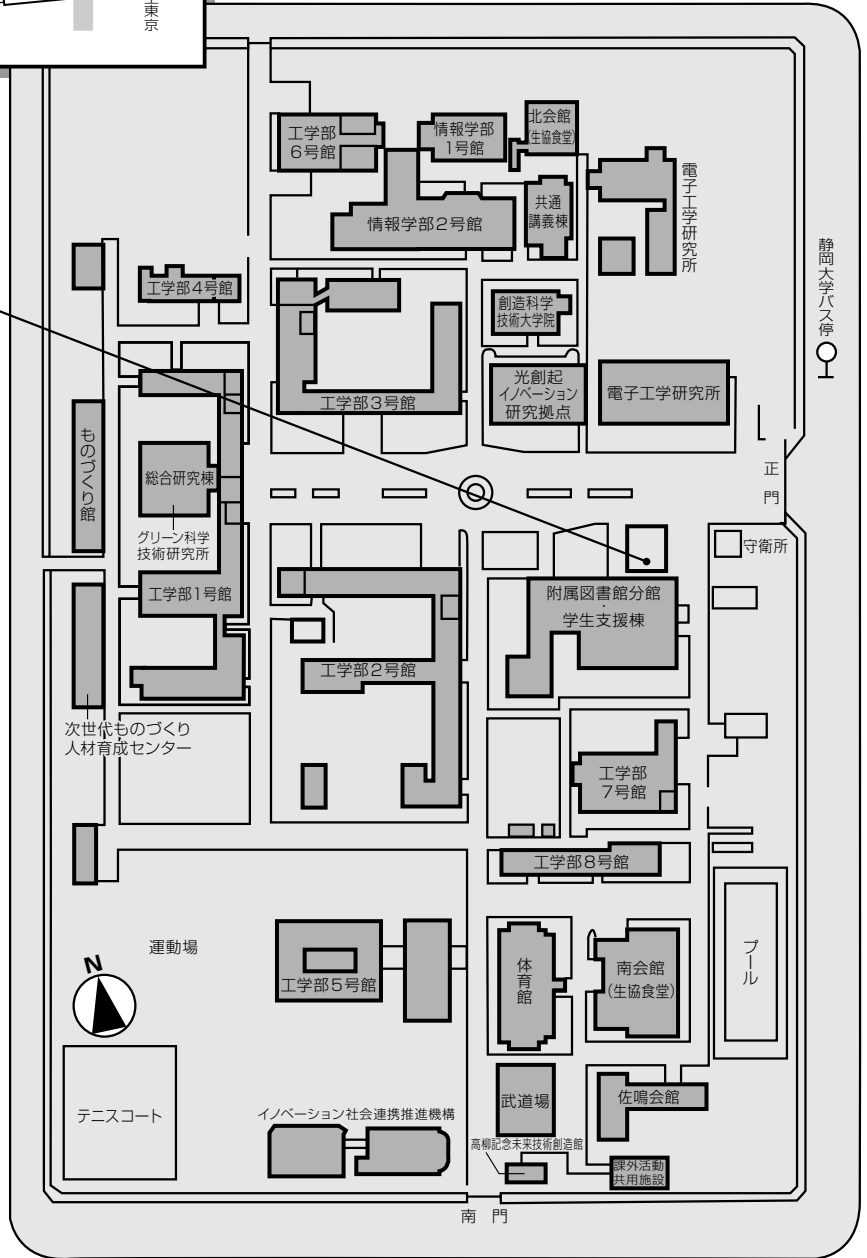 東京
工学部
6号館
情報学部
1号館
北会館
(生協食堂)
電子工学研究所
共通
講義棟
情報学部2号館
静岡大学バス停
工学部4号館
創造科学
技術大学院
工学部3号館
光創起
イノベーション
研究拠点
電子工学研究所
ものづくり館
総合研究棟
グリーン科学
技術研究所
正門
守衛所
工学部1号館
附属図書館分館
・
学生支援棟
工学部2号館
次世代ものづくり
人材育成センター
工学部
7号館
工学部8号館
運動場
N
工学部5号館
体育館
南会館
(生協食堂)
プール
テニスコート
イノベーション社会連携推進機構
武道場
佐鳴会館
高柳記念未来技術創造館
課外活動
共用施設
南門